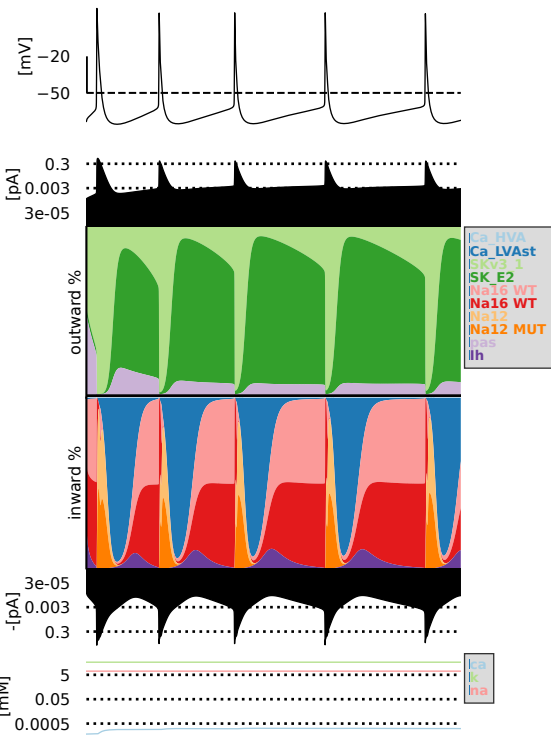 [mV]
−20
−50
[pA]
0.3
0.003
3e-05
outward %
Ca_HVA
Ca_LVAst
SKv3_1
SK_E2
Na16 WT
Na16 WT
Na12
Na12 MUT
pas
Ih
inward %
-[pA]
3e-05
0.003
0.3
[mM]
5
0.05
0.0005
ca
k
na